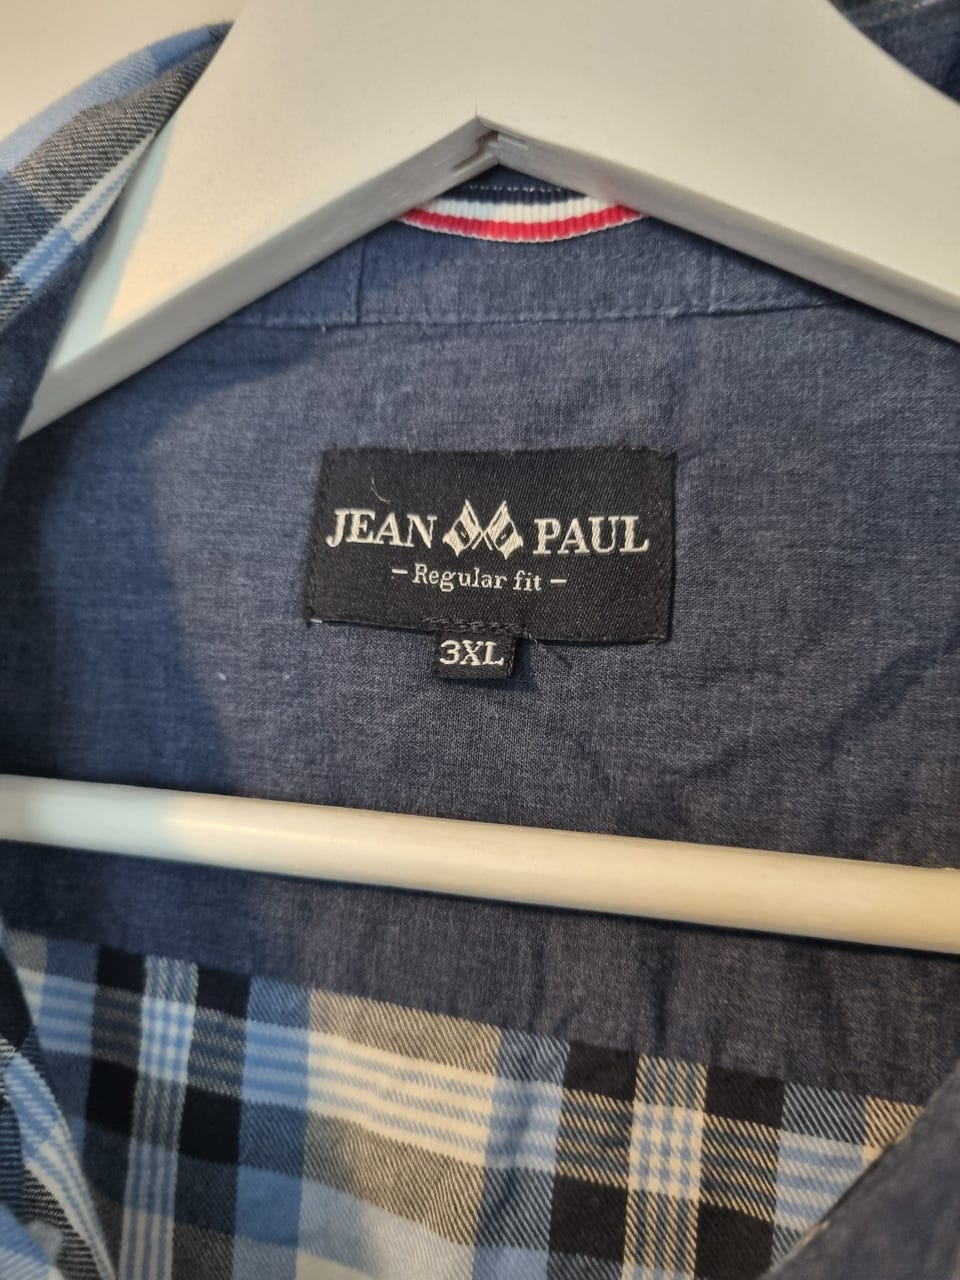 JEAN PAUL
- Regular fit -
3XL